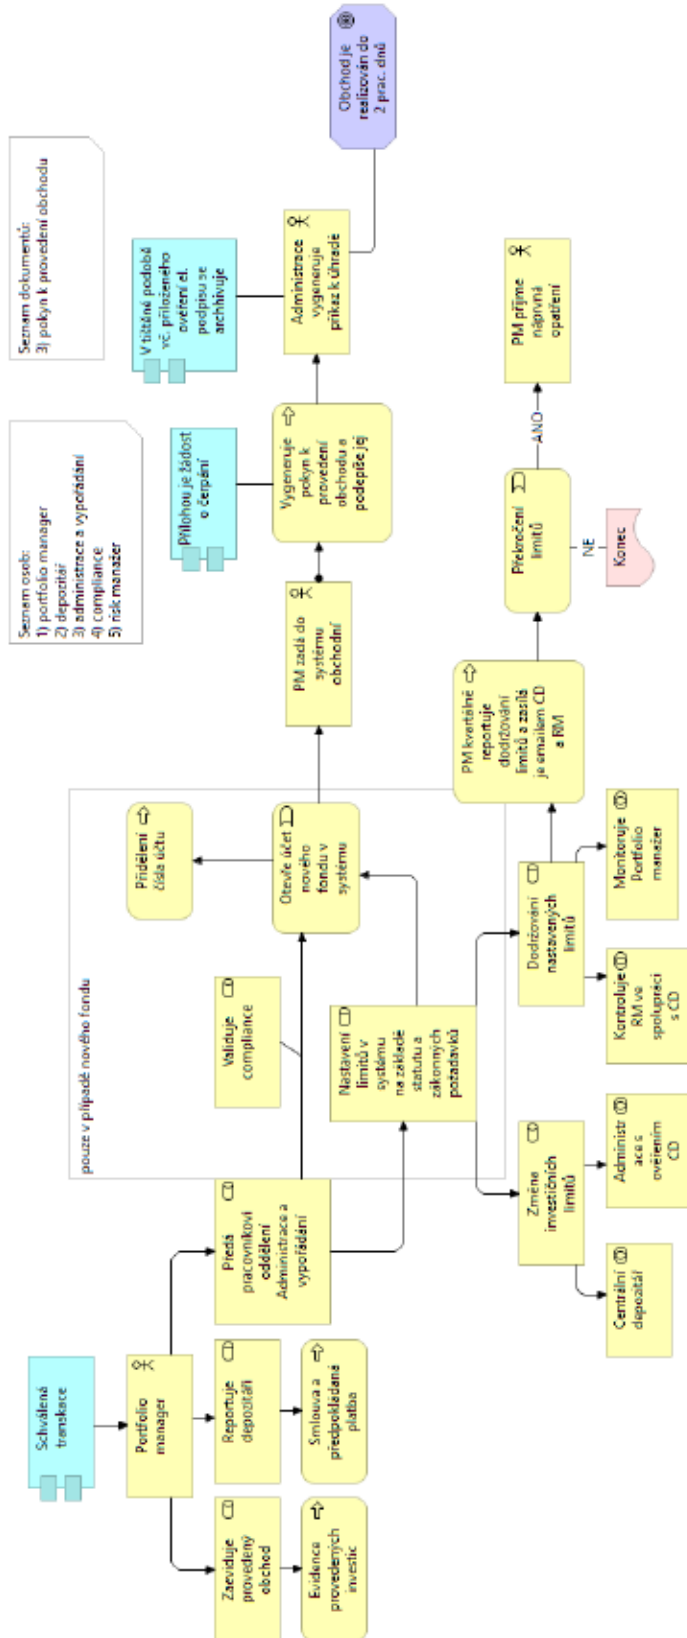 Schválená
transkace
Portfolio
manager
Zaeviduje
provedený
obchod
Evidence
provedených
investic
Reportuje
depozitáři
Smlouva a
předpokládaná
platba
Předá
pracovníkovi
oddělení
Administrace a
vypořádání
pouze v případě nového fondu
Validuje
compliance
Přidělení
čísla účtu
Otevře účet
nového
fondu v
systému
Nastavení
limitů v
systému
na základě
statutu a
zákonných
požadavků
Změna
investičních
limitů
Centrální
depozitář
Administr
ace s
ověřením
CD
Dodržování
nastavených
limitů
Kontroluje
RM ve
spolupráci
s CD
Monitoruje
Portfolio
manažer
PM kvartálně
reportuje
dodržování
limitů a zasílá
je emailem CD
a RM
Překročení
limitů
NE
Konec
ANO
PM příjme
náprvná
opatření
PM zadá do
systému
obchodní
Seznam osob:
1) portfolio manager
2) depozitář
3) administrace a vypořádání
4) compliance
5) risk manažer
Přílohou je žádost
o čerpání
Vygeneruje
pokyn k
provedení
obchodu a
podepíše jej
Seznam dokumentů:
3) pokyn k provedení obchodu
V tičtěné podobě
vč. přiloženého
ověření el.
podpisu se
archhivuje
Administrace
vygeneruje
příkaz k úhradě
Obchod je
realizován do
2 prac. dnů